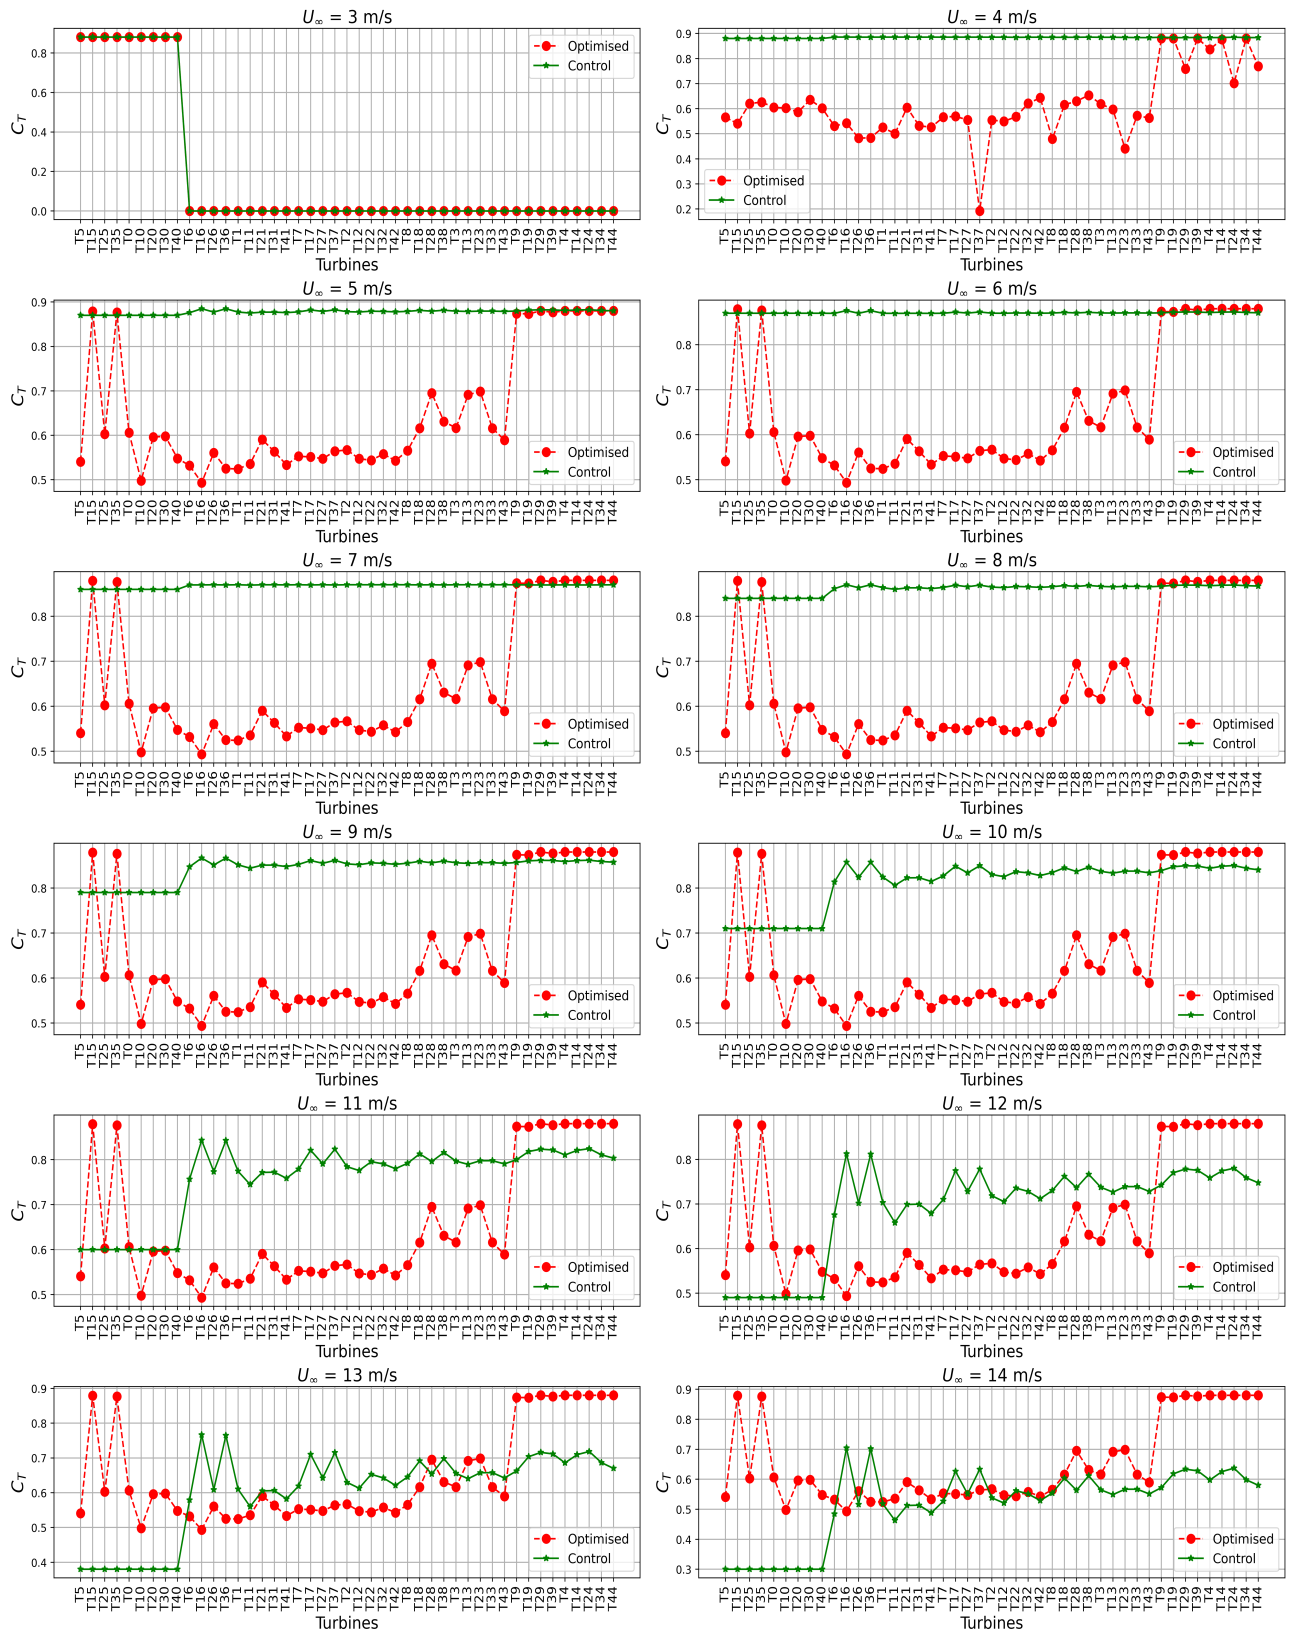 U∞ = 3 m/s
C_T
0.8
0.6
0.4
0.2
0.0
Optimised
Control
T5 T15 T25 T35 T0 T10 T20 T30 T40 T6 T16 T26 T36 T1 T11 T21 T31 T41 T7 T17 T27 T37 T2 T12 T22 T32 T42 T8 T18 T28 T38 T3 T13 T23 T33 T43 T9 T19 T29 T39 T4 T14 T24 T34 T44
Turbines
U∞ = 4 m/s
C_T
0.9
0.8
0.7
0.6
0.5
0.4
0.3
0.2
Optimised
Control
T5 T15 T25 T35 T0 T10 T20 T30 T40 T6 T16 T26 T36 T1 T11 T21 T31 T41 T7 T17 T27 T37 T2 T12 T22 T32 T42 T8 T18 T28 T38 T3 T13 T23 T33 T43 T9 T19 T29 T39 T4 T14 T24 T34 T44
Turbines
U∞ = 5 m/s
C_T
0.9
0.8
0.7
0.6
0.5
Optimised
Control
T5 T15 T25 T35 T0 T10 T20 T30 T40 T6 T16 T26 T36 T1 T11 T21 T31 T41 T7 T17 T27 T37 T2 T12 T22 T32 T42 T8 T18 T28 T38 T3 T13 T23 T33 T43 T9 T19 T29 T39 T4 T14 T24 T34 T44
Turbines
U∞ = 6 m/s
C_T
0.8
0.7
0.6
0.5
Optimised
Control
T5 T15 T25 T35 T0 T10 T20 T30 T40 T6 T16 T26 T36 T1 T11 T21 T31 T41 T7 T17 T27 T37 T2 T12 T22 T32 T42 T8 T18 T28 T38 T3 T13 T23 T33 T43 T9 T19 T29 T39 T4 T14 T24 T34 T44
Turbines
U∞ = 7 m/s
C_T
0.8
0.7
0.6
0.5
Optimised
Control
T5 T15 T25 T35 T0 T10 T20 T30 T40 T6 T16 T26 T36 T1 T11 T21 T31 T41 T7 T17 T27 T37 T2 T12 T22 T32 T42 T8 T18 T28 T38 T3 T13 T23 T33 T43 T9 T19 T29 T39 T4 T14 T24 T34 T44
Turbines
U∞ = 8 m/s
C_T
0.8
0.7
0.6
0.5
Optimised
Control
T5 T15 T25 T35 T0 T10 T20 T30 T40 T6 T16 T26 T36 T1 T11 T21 T31 T41 T7 T17 T27 T37 T2 T12 T22 T32 T42 T8 T18 T28 T38 T3 T13 T23 T33 T43 T9 T19 T29 T39 T4 T14 T24 T34 T44
Turbines
U∞ = 9 m/s
C_T
0.8
0.7
0.6
0.5
Optimised
Control
T5 T15 T25 T35 T0 T10 T20 T30 T40 T6 T16 T26 T36 T1 T11 T21 T31 T41 T7 T17 T27 T37 T2 T12 T22 T32 T42 T8 T18 T28 T38 T3 T13 T23 T33 T43 T9 T19 T29 T39 T4 T14 T24 T34 T44
Turbines
U∞ = 10 m/s
C_T
0.8
0.7
0.6
0.5
Optimised
Control
T5 T15 T25 T35 T0 T10 T20 T30 T40 T6 T16 T26 T36 T1 T11 T21 T31 T41 T7 T17 T27 T37 T2 T12 T22 T32 T42 T8 T18 T28 T38 T3 T13 T23 T33 T43 T9 T19 T29 T39 T4 T14 T24 T34 T44
Turbines
U∞ = 11 m/s
C_T
0.8
0.7
0.6
0.5
Optimised
Control
T5 T15 T25 T35 T0 T10 T20 T30 T40 T6 T16 T26 T36 T1 T11 T21 T31 T41 T7 T17 T27 T37 T2 T12 T22 T32 T42 T8 T18 T28 T38 T3 T13 T23 T33 T43 T9 T19 T29 T39 T4 T14 T24 T34 T44
Turbines
U∞ = 12 m/s
C_T
0.8
0.7
0.6
0.5
Optimised
Control
T5 T15 T25 T35 T0 T10 T20 T30 T40 T6 T16 T26 T36 T1 T11 T21 T31 T41 T7 T17 T27 T37 T2 T12 T22 T32 T42 T8 T18 T28 T38 T3 T13 T23 T33 T43 T9 T19 T29 T39 T4 T14 T24 T34 T44
Turbines
U∞ = 13 m/s
C_T
0.9
0.8
0.7
0.6
0.5
0.4
Optimised
Control
T5 T15 T25 T35 T0 T10 T20 T30 T40 T6 T16 T26 T36 T1 T11 T21 T31 T41 T7 T17 T27 T37 T2 T12 T22 T32 T42 T8 T18 T28 T38 T3 T13 T23 T33 T43 T9 T19 T29 T39 T4 T14 T24 T34 T44
Turbines
U∞ = 14 m/s
C_T
0.9
0.8
0.7
0.6
0.5
0.4
0.3
Optimised
Control
T5 T15 T25 T35 T0 T10 T20 T30 T40 T6 T16 T26 T36 T1 T11 T21 T31 T41 T7 T17 T27 T37 T2 T12 T22 T32 T42 T8 T18 T28 T38 T3 T13 T23 T33 T43 T9 T19 T29 T39 T4 T14 T24 T34 T44
Turbines